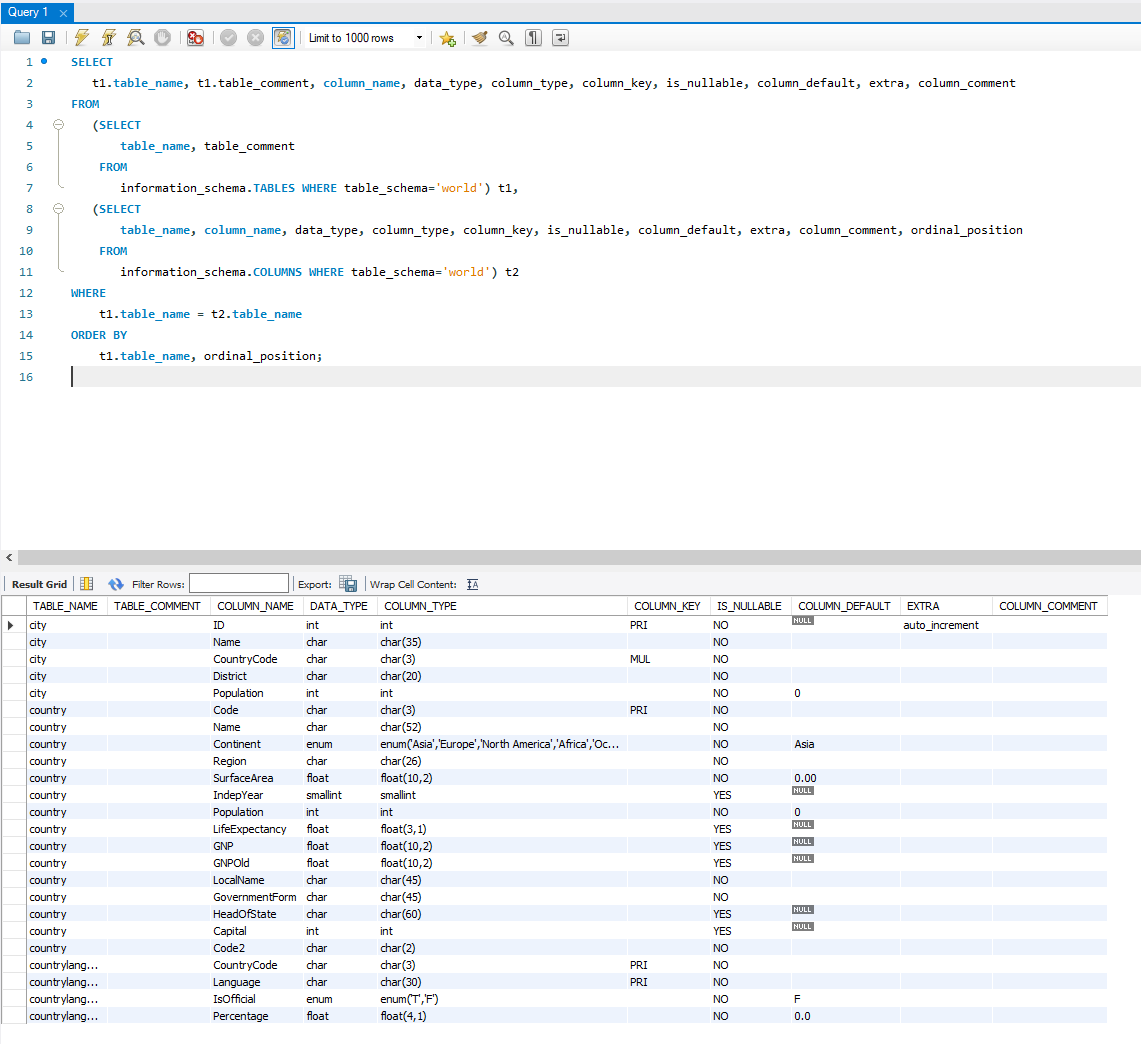 Query 1
Limit to 1000 rows
1 SELECT
2 t1.table_name, t1.table_comment, column_name, data_type, column_type, column_key, is_nullable, column_default, extra, column_comment
3 FROM
4 (SELECT
5 table_name, table_comment
6 FROM
7 information_schema.TABLES WHERE table_schema='world') t1,
8 (SELECT
9 table_name, column_name, data_type, column_type, column_key, is_nullable, column_default, extra, column_comment, ordinal_position
10 FROM
11 information_schema.COLUMNS WHERE table_schema='world') t2
12 WHERE
13 t1.table_name = t2.table_name
14 ORDER BY
15 t1.table_name, ordinal_position;
16
Result Grid Filter Rows: Export: Wrap Cell Content:
TABLE_NAME TABLE_COMMENT COLUMN_NAME DATA_TYPE COLUMN_TYPE COLUMN_KEY IS_NULLABLE COLUMN_DEFAULT EXTRA COLUMN_COMMENT
city ID int int PRI NO NULL auto_increment
city Name char char(35) NO
city CountryCode char char(3) MUL NO
city District char char(20) NO
city Population int int NO 0
country Code char char(3) PRI NO
country Name char char(52) NO
country Continent enum enum('Asia','Europe','North America','Africa','Oc... NO Asia
country Region char char(26) NO
country SurfaceArea float float(10,2) NO 0.00
country IndepYear smallint smallint YES NULL
country Population int int NO 0
country LifeExpectancy float float(3,1) YES NULL
country GNP float float(10,2) YES NULL
country GNPOld float float(10,2) YES NULL
country LocalName char char(45) NO
country GovernmentForm char char(45) NO
country HeadOfState char char(60) YES NULL
country Capital int int YES NULL
country Code2 char char(2) NO
countrylang... CountryCode char char(3) PRI NO
countrylang... Language char char(30) PRI NO
countrylang... IsOfficial enum enum('T','F') NO F
countrylang... Percentage float float(4,1) NO 0.0